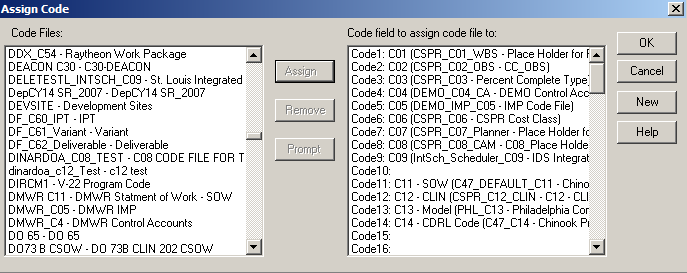 Assign Code
Code Files:
DDX_C54 - Raytheon Work Package
DEACON C30 - C30-DEACON
DELETESTL_INTSCH_C09 - St. Louis Integrated
DepCY14 SR_2007 - DepCY14 SR_2007
DEVSITE - Development Sites
DF_C60_IPT - IPT
DF_C61_Variant - Variant
DF_C62_Deliverable - Deliverable
DINARDOA_C08_TEST - C08 CODE FILE FOR T
dinardoa_c12_Test - c12 test
DIRCM1 - V-22 Program Code
DMWR C11 - DMWR Statment of Work - SOW
DMWR_C05 - DMWR IMP
DMWR_C4 - DMWR Control Accounts
DO 65 - DO 65
DO73 B CSOW - DO 73B CLIN 202 CSOW
Assign
Remove
Prompt
Code field to assign code file to:
Code1: C01 (CSPR_C01_WBS - Place Holder for F
Code2: C02 (CSPR_C02_OBS - CC_OBS)
Code3: C03 (CSPR_C03 - Percent Complete Type)
Code4: C04 (DEMO_C04_CA - DEMO Control Accou
Code5: C05 (DEMO_IMP_C05 - IMP Code File)
Code6: C06 (CSPR_C06 - CSPR Cost Class)
Code7: C07 (CSPR_C07_Planner - Place Holder fo
Code8: C08 (CSPR_C08_CAM - C08_Place Holder
Code9: C09 (IntSch_Scheduler_C09 - IDS Integrat
Code10:
Code11: C11 - SOW (C47_DEFAULT_C11 - Chino
Code12: C12 - CLIN (CSPR_C12_CLIN - C12 - CLI
Code13: C13 - Model (PHL_C13 - Philadelphia Con
Code14: C14 - CDRL Code (C47_C14 - Chinook P
Code15:
Code16:
OK
Cancel
New
Help